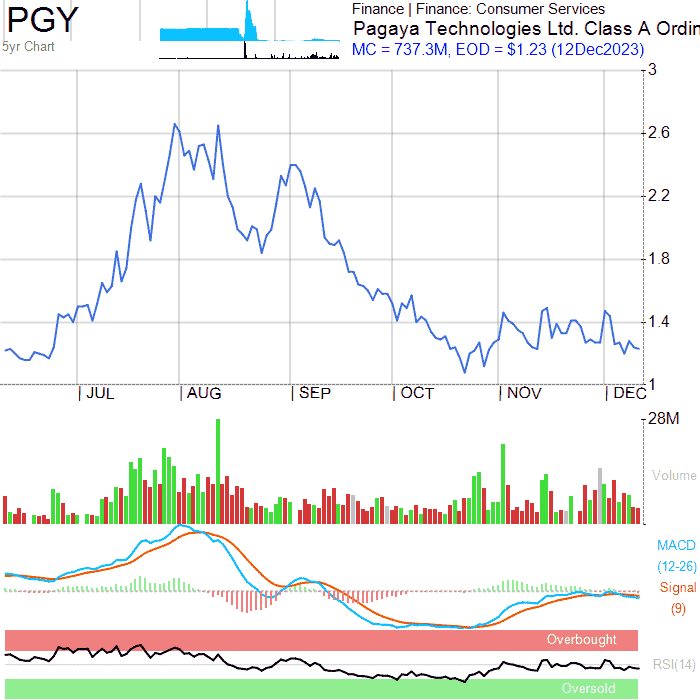 PGY
5yr Chart
Finance | Finance: Consumer Services
Pagaya Technologies Ltd. Class A Ordin
MC = 737.3M, EOD = $1.23 (12Dec2023)
3
2.6
2.2
1.8
1.4
1
JUL
AUG
SEP
OCT
NOV
DEC
28M
Volume
MACD
(12-26)
Signal
(9)
Overbought
RSI(14)
Oversold